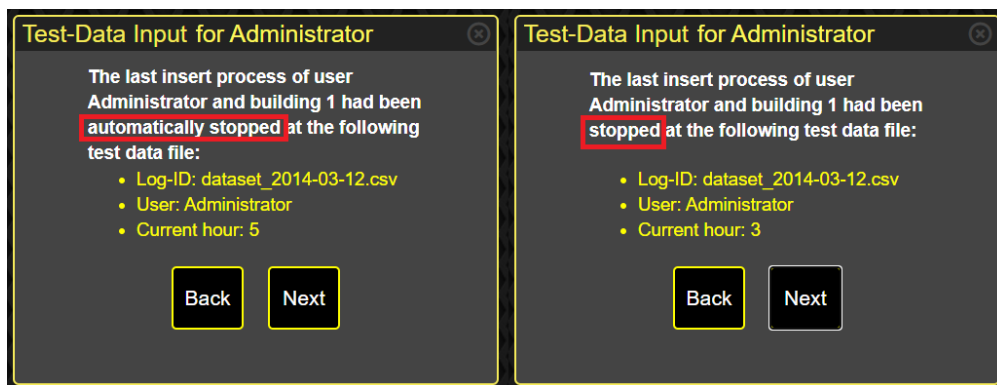 Test-Data Input for Administrator
The last insert process of user
Administrator and building 1 had been
automatically stopped at the following
test data file:
Log-ID: dataset_2014-03-12.csv
User: Administrator
Current hour: 5
Back
Next
Test-Data Input for Administrator
The last insert process of user
Administrator and building 1 had been
stopped at the following test data file:
Log-ID: dataset_2014-03-12.csv
User: Administrator
Current hour: 3
Back
Next